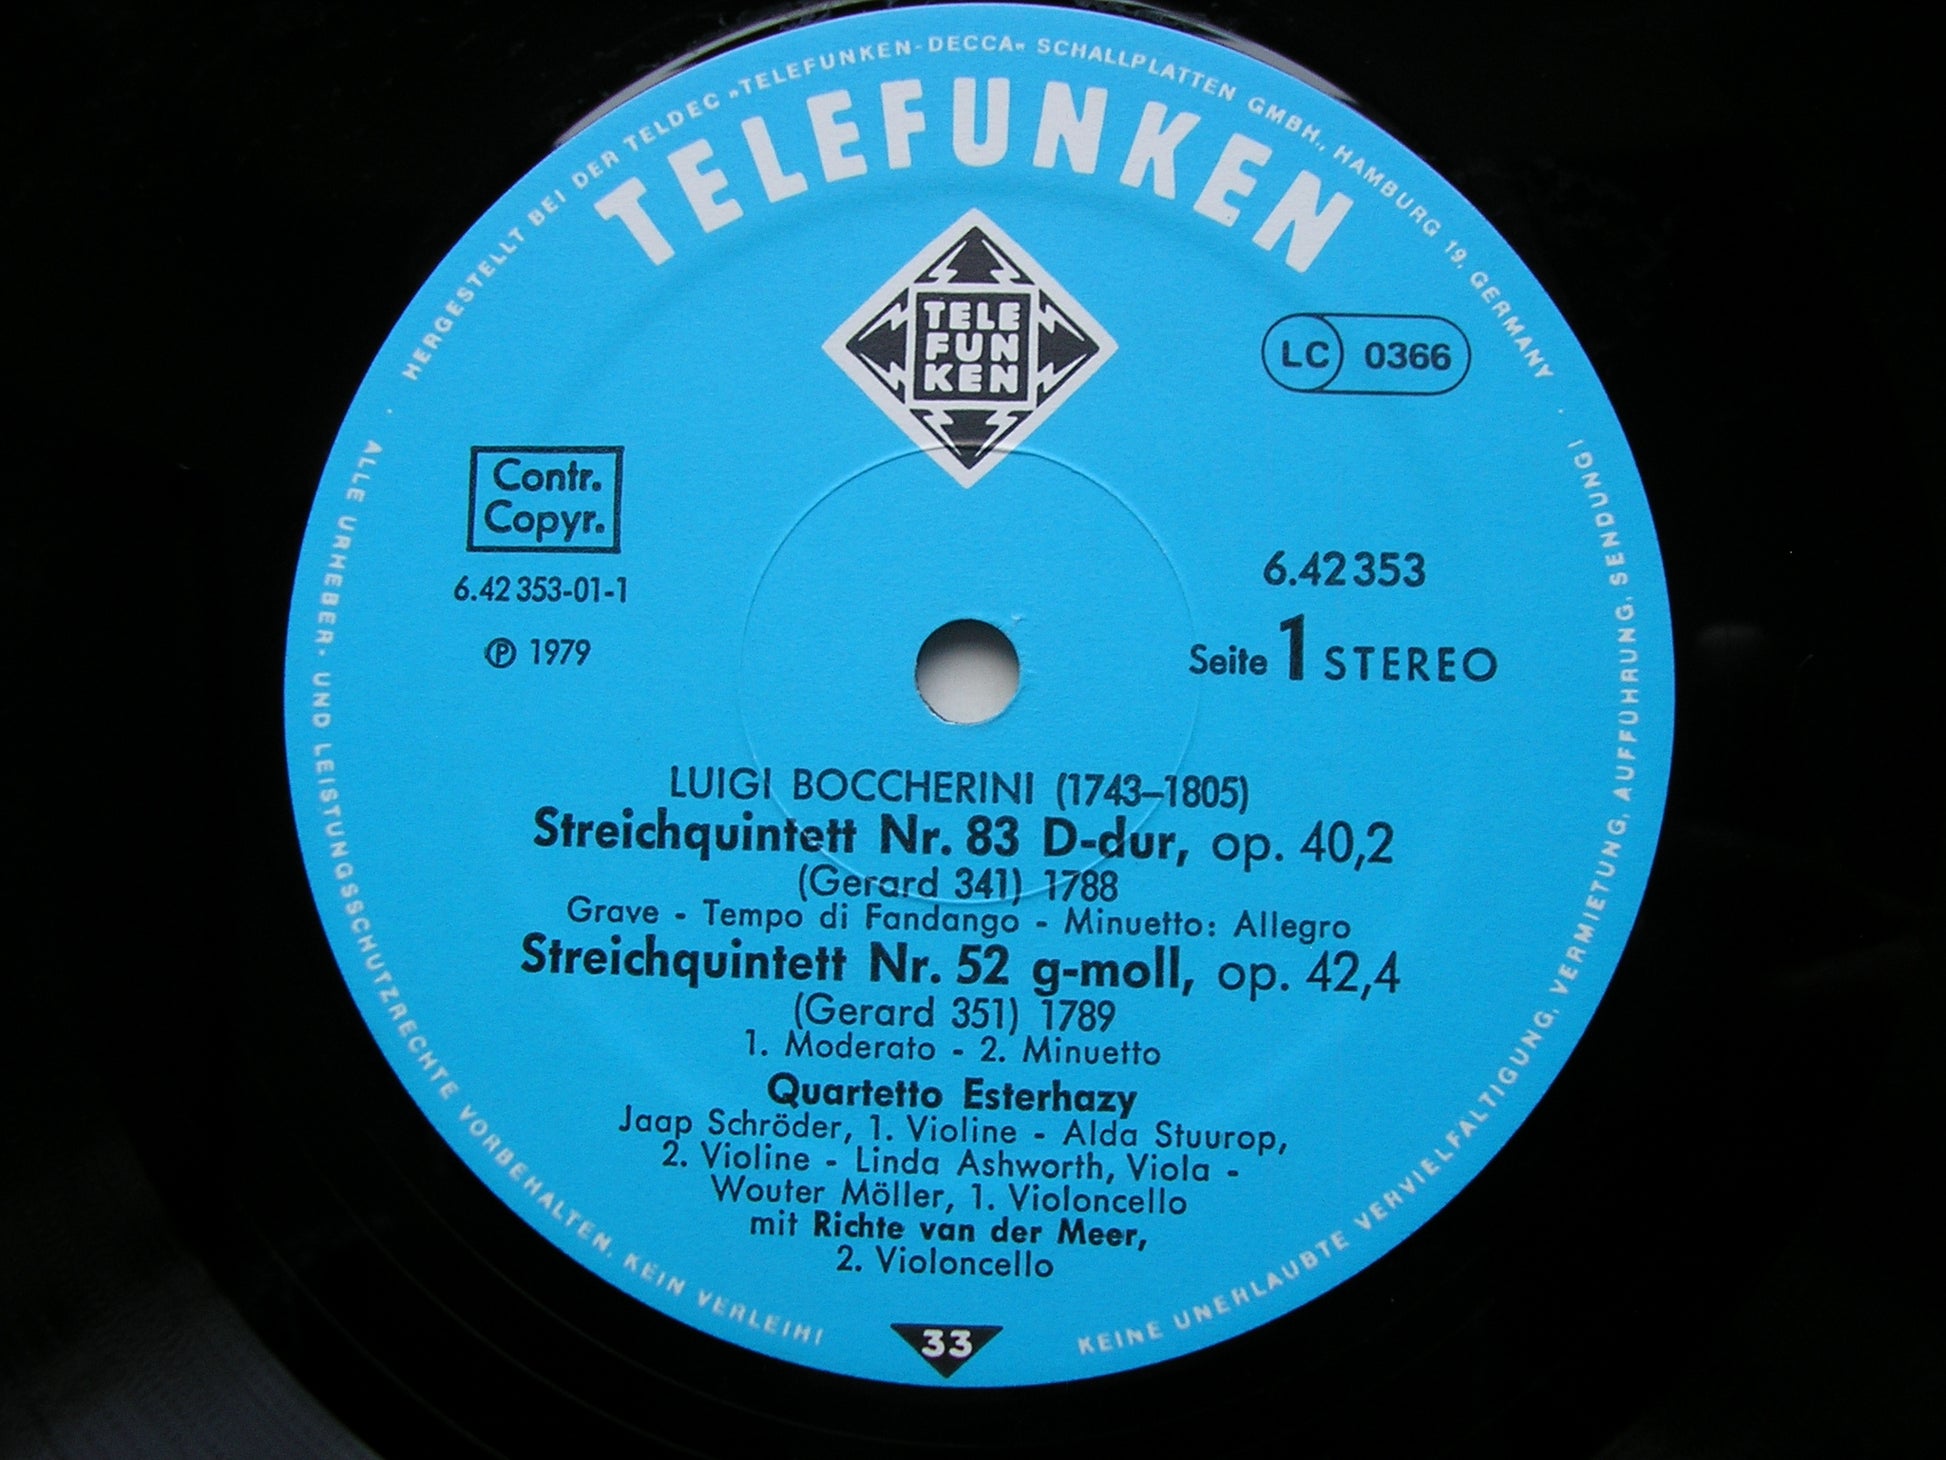 HERGESTELLT BEI DER TELDEC »TELEFUNKEN-DECCA« SCHALLPLATTEN GMBH., HAMBURG 19, GERMANY
TELEFUNKEN
TELE
FUN
KEN
LC 0366
Contr.
Copyr.
6.42 353-01-1
℗ 1979
6.42 353
Seite 1 STEREO
LUIGI BOCCHERINI (1743–1805)
Streichquintett Nr. 83 D-dur, op. 40,2
(Gerard 341) 1788
Grave - Tempo di Fandango - Minuetto: Allegro
Streichquintett Nr. 52 g-moll, op. 42,4
(Gerard 351) 1789
1. Moderato - 2. Minuetto
Quartetto Esterhazy
Jaap Schröder, 1. Violine - Alda Stuurop,
2. Violine - Linda Ashworth, Viola -
Wouter Möller, 1. Violoncello
mit Richte van der Meer,
2. Violoncello
33
ALLE URHEBER- UND LEISTUNGSSCHUTZRECHTE VORBEHALTEN. KEIN VERLEIH!
KEINE UNERLAUBTE VERVIELFÄLTIGUNG, VERMIETUNG, AUFFÜHRUNG, SENDUNG!